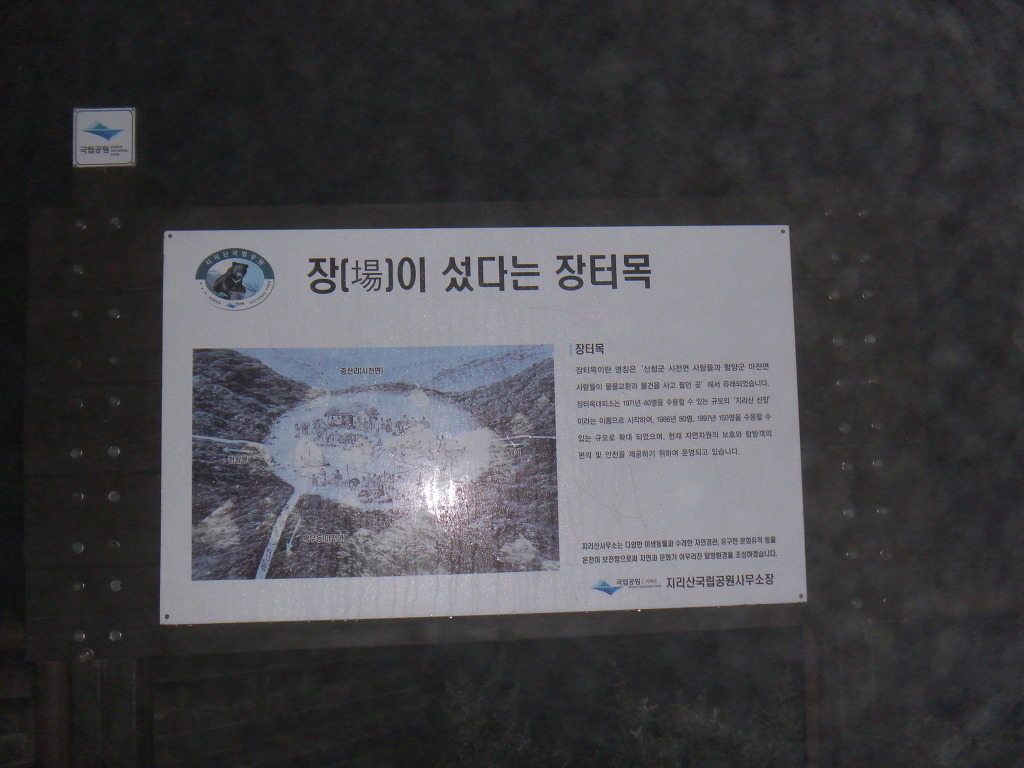 국립공원
KOREA
NATIONAL
PARK
지리산국립공원
장(場)이 섰다는 장터목
중산리(시천면)
장터목
장터목이란 명칭은 '산청군 시천면 사람들과 함양군 마천면
사람들이 물물교환과 물건을 사고 팔던 곳' 에서 유래되었습니다.
장터목대피소는 1971년 40명을 수용할 수 있는 규모의 '지리산 산장'
이라는 이름으로 시작하여, 1986년 80명, 1997년 150명을 수용할 수
있는 규모로 확대 되었으며, 현재 자연자원의 보호와 탐방객의
편의 및 안전을 제공하기 위하여 운영되고 있습니다.
지리산사무소는 다양한 야생동물과 수려한 자연경관, 유구한 문화유적 등을
온전히 보전함으로써 자연과 문화가 어우러진 탐방환경을 조성하겠습니다.
국립공원 지리산국립공원사무소장